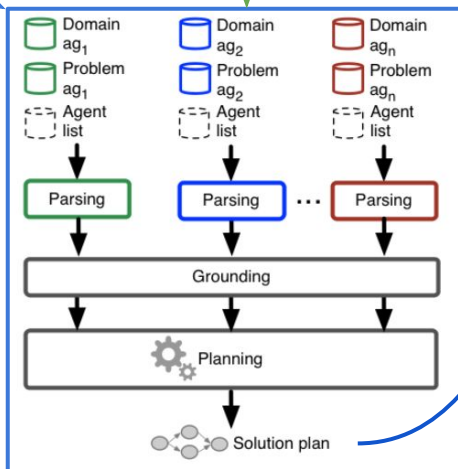 Domain
ag1
Problem
ag1
Agent
list
Domain
ag2
Problem
ag2
Agent
list
Domain
agn
Problem
agn
Agent
list
Parsing
Parsing
...
Parsing
Grounding
Planning
Solution plan